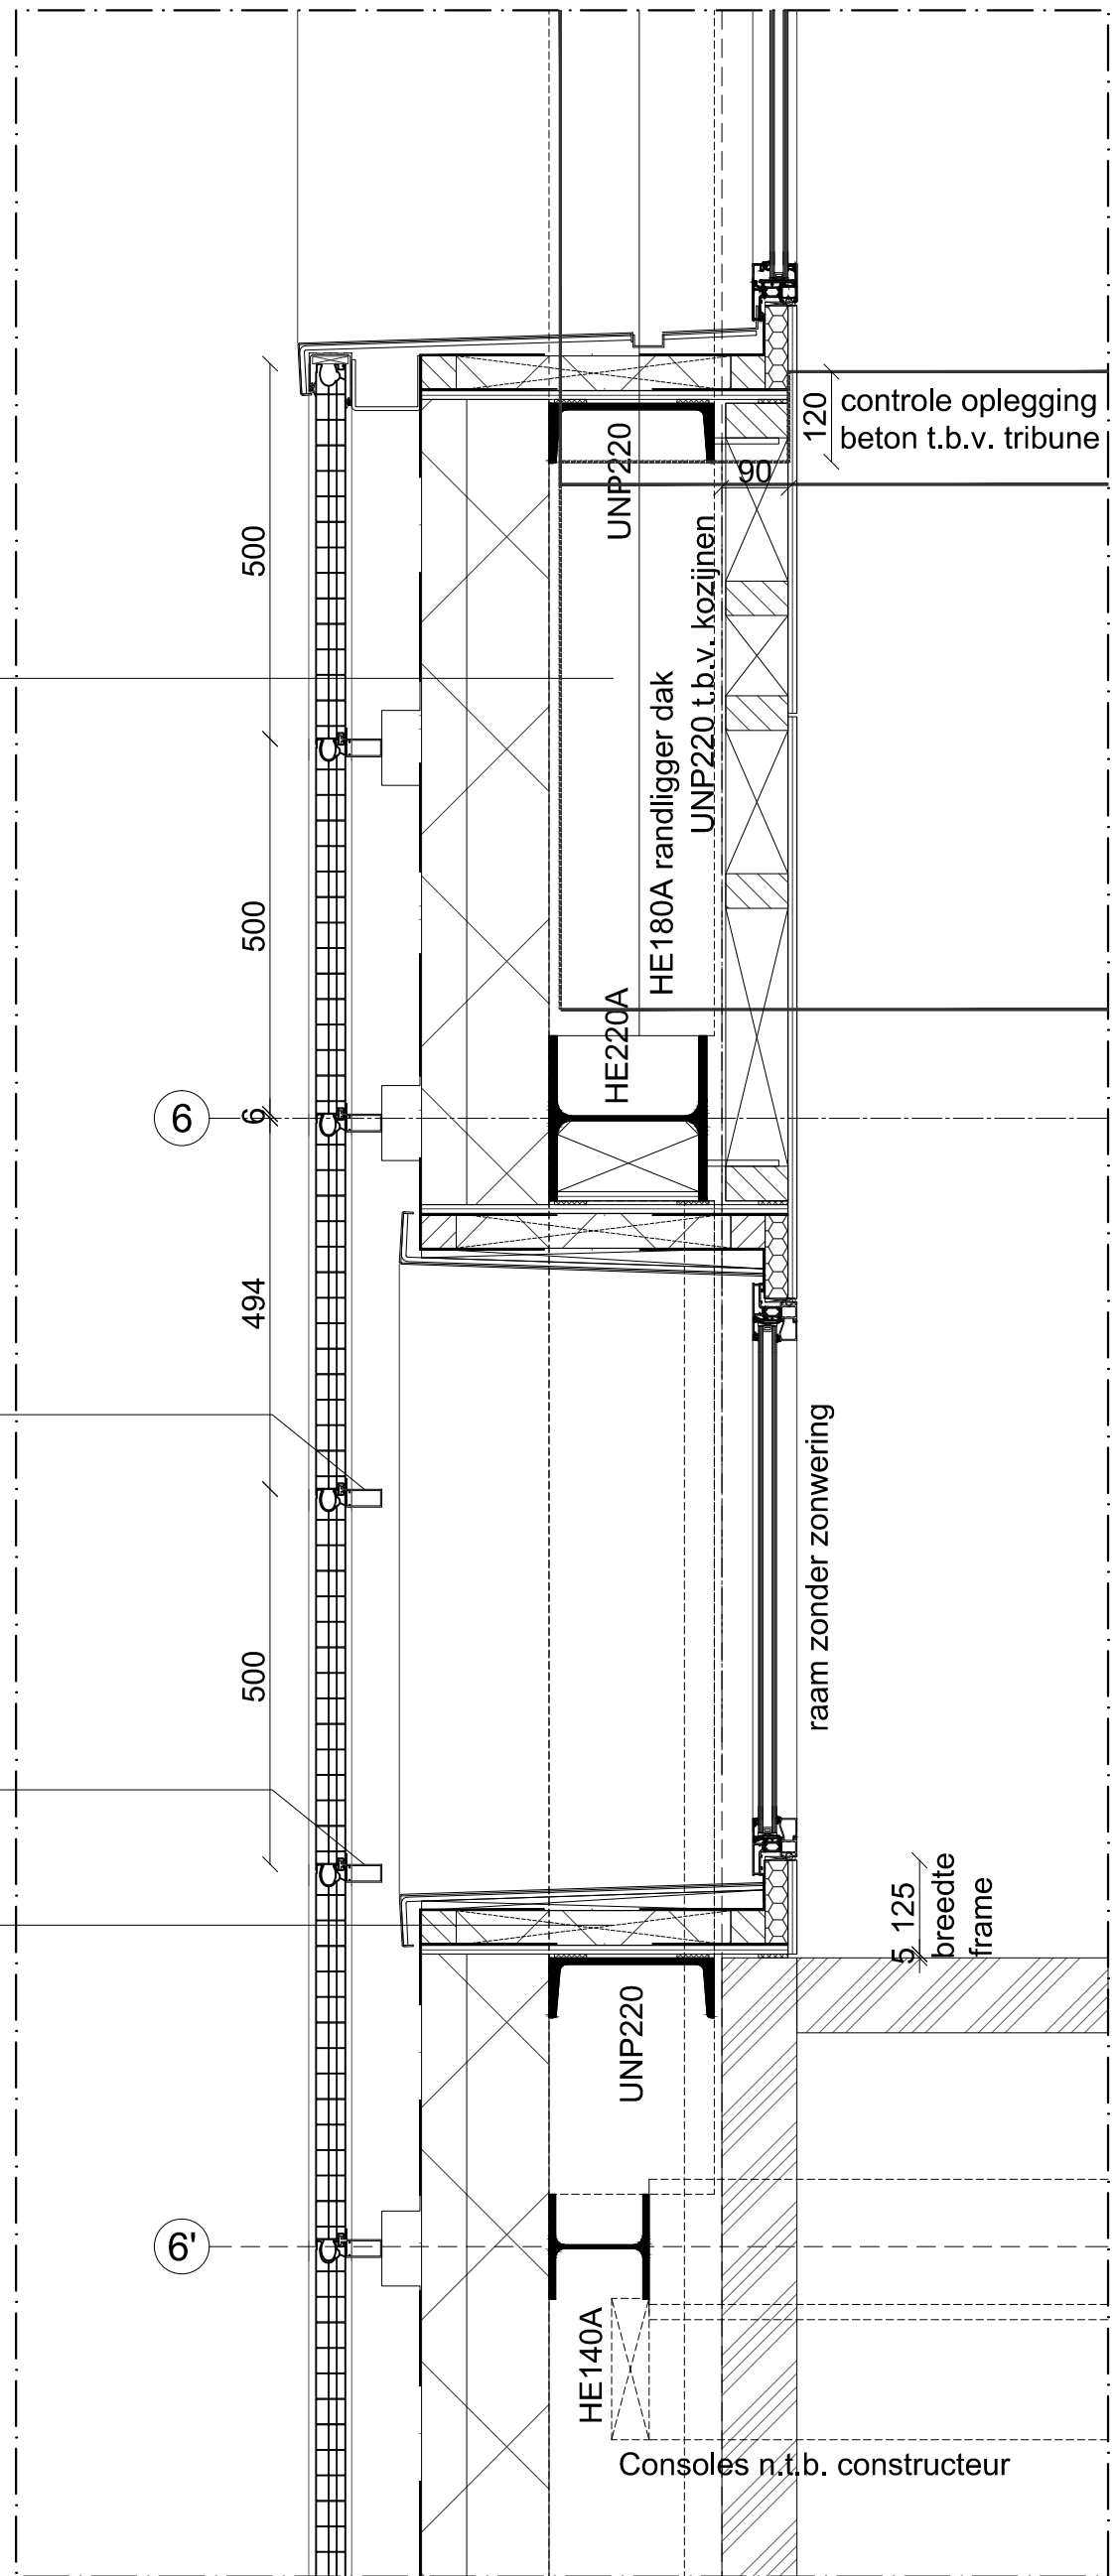 120
controle oplegging
beton t.b.v. tribune
90
UNP220
500
UNP220 t.b.v. kozijnen
HE180A randligger dak
500
HE220A
6
6
494
raam zonder zonwering
500
5 125
breedte
frame
UNP220
6'
HE140A
Consoles n.t.b. constructeur